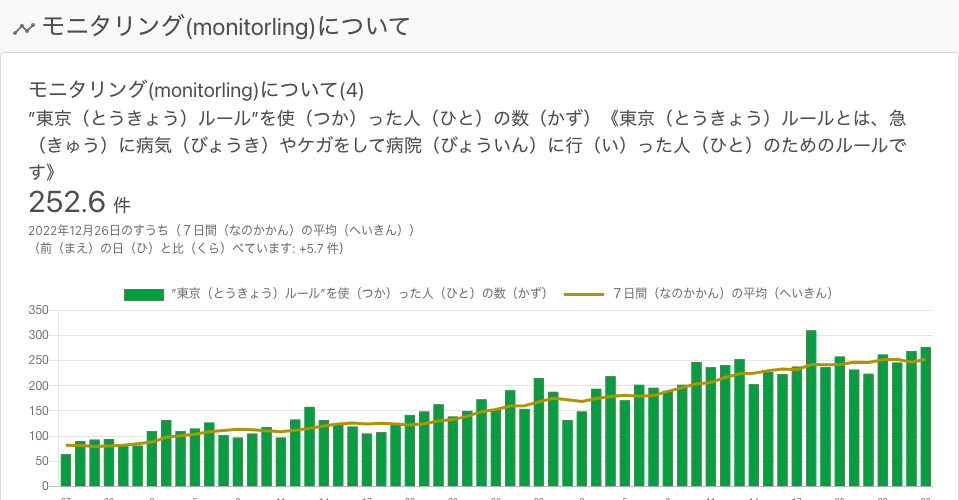 モニタリング(monitorling)について
モニタリング(monitorling)について(4)
”東京（とうきょう）ルール”を使（つか）った人（ひと）の数（かず）《東京（とうきょう）ルールとは、急
（きゅう）に病気（びょうき）やケガをして病院（びょういん）に行（い）った人（ひと）のためのルールで
す》
252.6 件
2022年12月26日のすうち（７日間（なのかかん）の平均（へいきん））
（前（まえ）の日（ひ）と比（くら）べています: +5.7 件）
”東京（とうきょう）ルール”を使（つか）った人（ひと）の数（かず） ７日間（なのかかん）の平均（へいきん）
350
300
250
200
150
100
50
0